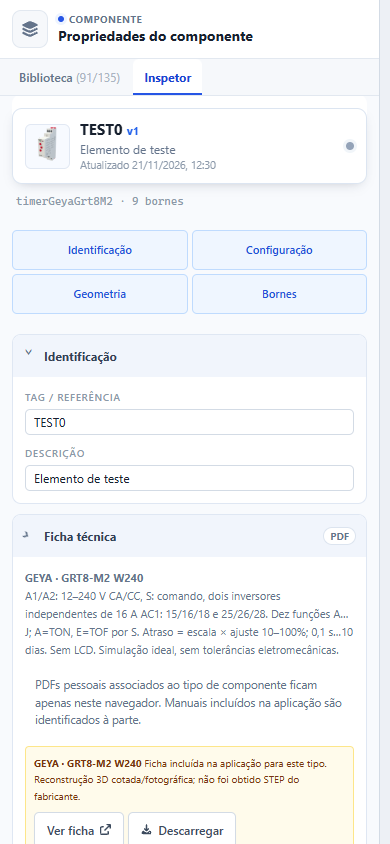 COMPONENTE
Propriedades do componente
Biblioteca (91/135)
Inspetor
TEST0 v1
Elemento de teste
Atualizado 21/11/2026, 12:30
timerGeyaGrt8M2 · 9 bornes
Identificação
Configuração
Geometria
Bornes
Identificação
TAG / REFERÊNCIA
TEST0
DESCRIÇÃO
Elemento de teste
Ficha técnica
PDF
GEYA · GRT8-M2 W240
A1/A2: 12–240 V CA/CC, S: comando, dois inversores
independentes de 16 A AC1: 15/16/18 e 25/26/28. Dez funções A…
J; A=TON, E=TOF por S. Atraso = escala × ajuste 10–100%; 0,1 s…10
dias. Sem LCD. Simulação ideal, sem tolerâncias eletromecânicas.
PDFs pessoais associados ao tipo de componente ficam
apenas neste navegador. Manuais incluídos na aplicação são
identificados à parte.
GEYA · GRT8-M2 W240 Ficha incluída na aplicação para este tipo.
Reconstrução 3D cotada/fotográfica; não foi obtido STEP do
fabricante.
Ver ficha
Descarregar